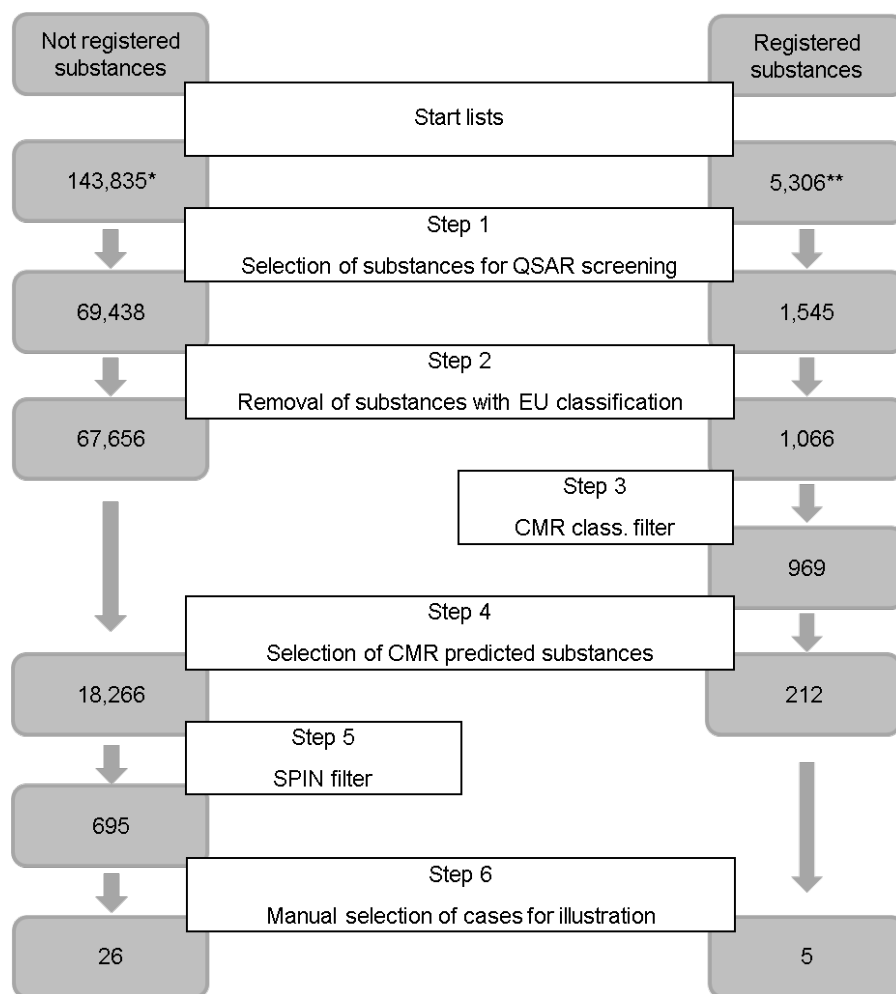 Not registered
substances
Registered
substances
Start lists
143,835*
5,306**
Step 1
Selection of substances for QSAR screening
69,438
1,545
Step 2
Removal of substances with EU classification
67,656
1,066
Step 3
CMR class. filter
969
Step 4
Selection of CMR predicted substances
18,266
212
Step 5
SPIN filter
695
Step 6
Manual selection of cases for illustration
26
5